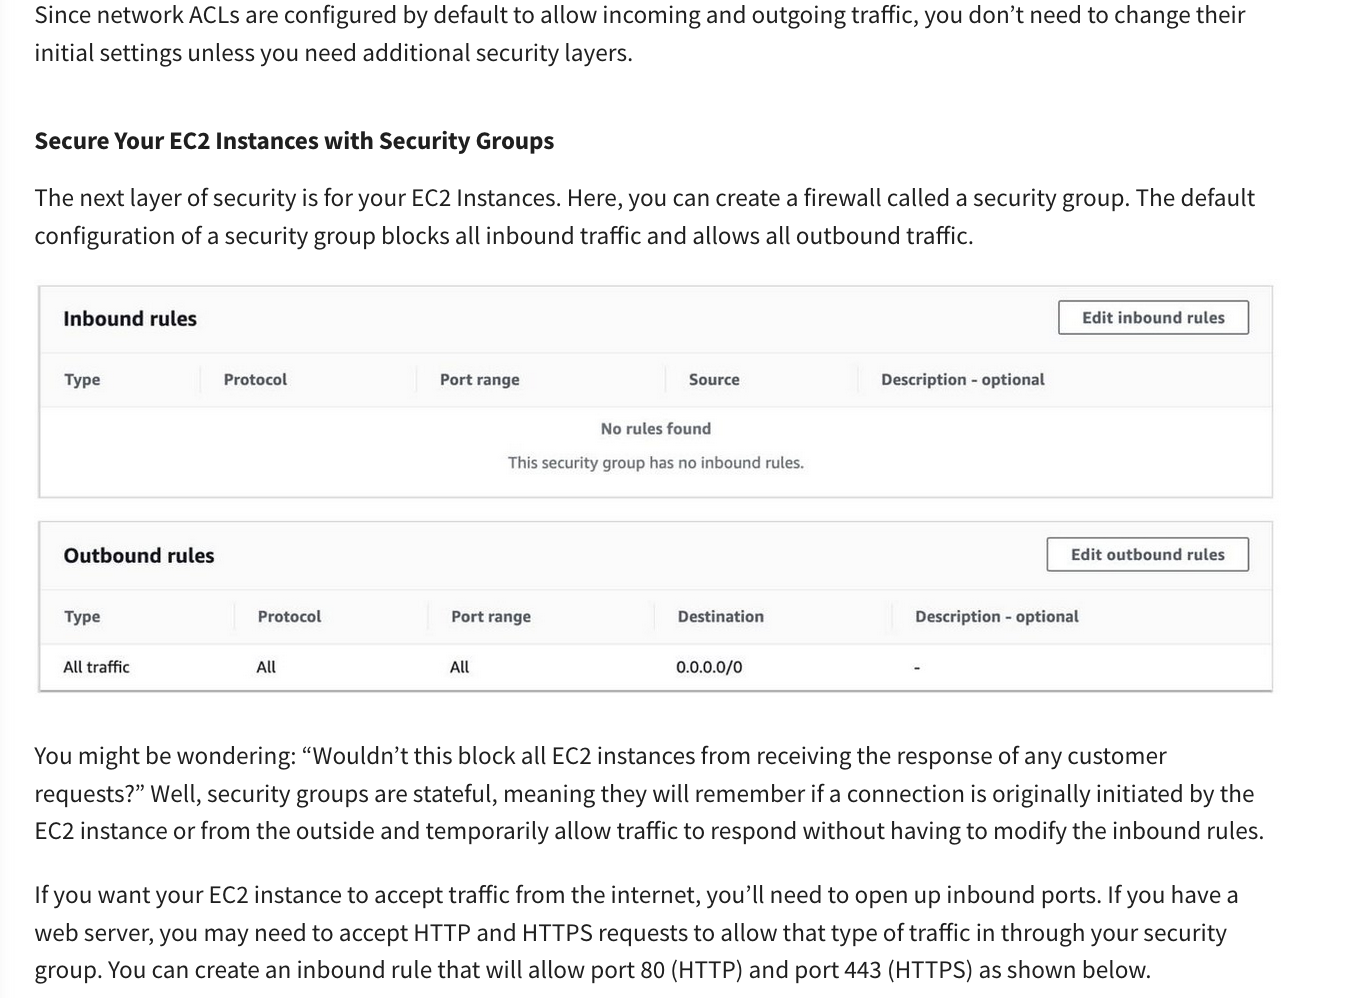 Since network ACLs are configured by default to allow incoming and outgoing traffic, you don’t need to change their
initial settings unless you need additional security layers.
Secure Your EC2 Instances with Security Groups
The next layer of security is for your EC2 Instances. Here, you can create a firewall called a security group. The default
configuration of a security group blocks all inbound traffic and allows all outbound traffic.
Inbound rules Edit inbound rules
Type Protocol Port range Source Description - optional
No rules found
This security group has no inbound rules.
Outbound rules Edit outbound rules
Type Protocol Port range Destination Description - optional
All traffic All All 0.0.0.0/0 -
You might be wondering: “Wouldn’t this block all EC2 instances from receiving the response of any customer
requests?” Well, security groups are stateful, meaning they will remember if a connection is originally initiated by the
EC2 instance or from the outside and temporarily allow traffic to respond without having to modify the inbound rules.
If you want your EC2 instance to accept traffic from the internet, you’ll need to open up inbound ports. If you have a
web server, you may need to accept HTTP and HTTPS requests to allow that type of traffic in through your security
group. You can create an inbound rule that will allow port 80 (HTTP) and port 443 (HTTPS) as shown below.